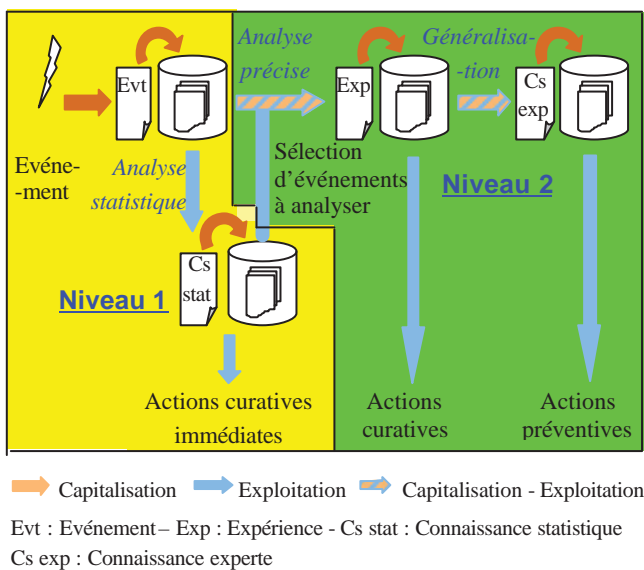 Evt
Evéne-
-ment
Analyse
statistique
Cs
stat
Niveau 1
Actions curatives
immédiates
Analyse
précise
Exp
Généralisa-
-tion
Cs
exp
Sélection
d’événements
à analyser
Niveau 2
Actions
curatives
Actions
préventives
Capitalisation
Exploitation
Capitalisation - Exploitation
Evt : Evénement – Exp : Expérience - Cs stat : Connaissance statistique
Cs exp : Connaissance experte